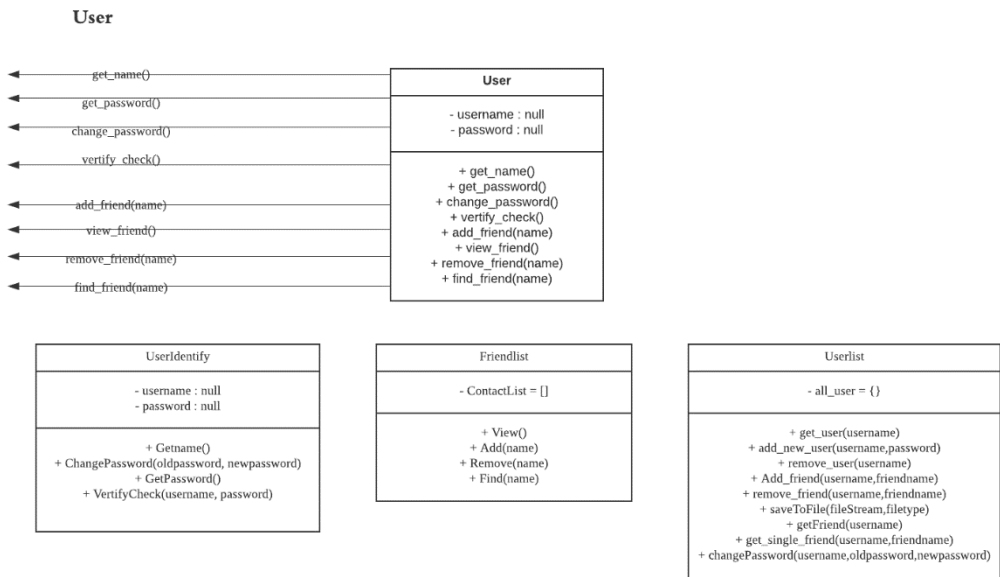 User
get_name()
get_password()
change_password()
vertify_check()
add_friend(name)
view_friend()
remove_friend(name)
find_friend(name)
User
- username : null
- password : null
+ get_name()
+ get_password()
+ change_password()
+ vertify_check()
+ add_friend(name)
+ view_friend()
+ remove_friend(name)
+ find_friend(name)
UserIdentify
- username : null
- password : null
+ Getname()
+ ChangePassword(oldpassword, newpassword)
+ GetPassword()
+ VertifyCheck(username, password)
Friendlist
- ContactList = []
+ View()
+ Add(name)
+ Remove(name)
+ Find(name)
Userlist
- all_user = {}
+ get_user(username)
+ add_new_user(username,password)
+ remove_user(username)
+ Add_friend(username,friendname)
+ remove_friend(username,friendname)
+ saveToFile(fileStream,filetype)
+ getFriend(username)
+ get_single_friend(username,friendname)
+ changePassword(username,oldpassword,newpassword)